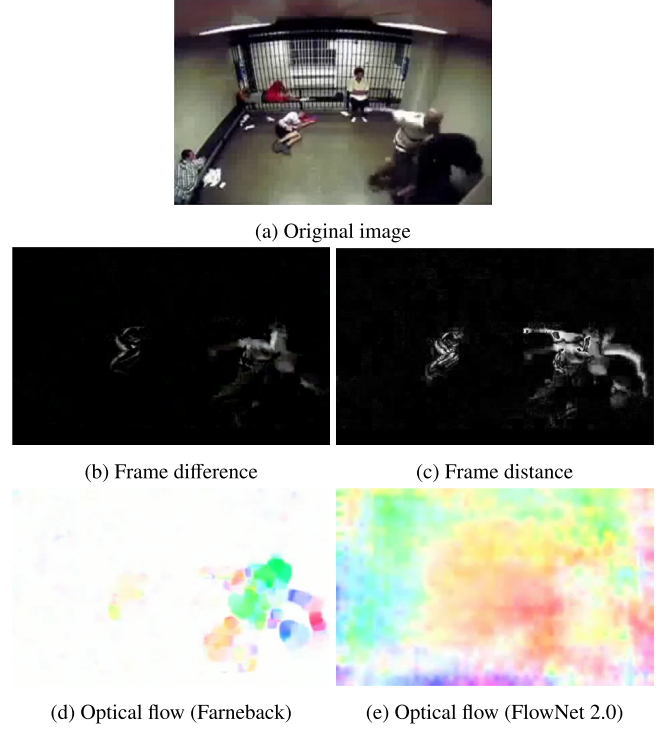 (a) Original image
(b) Frame difference
(c) Frame distance
(d) Optical flow (Farneback)
(e) Optical flow (FlowNet 2.0)